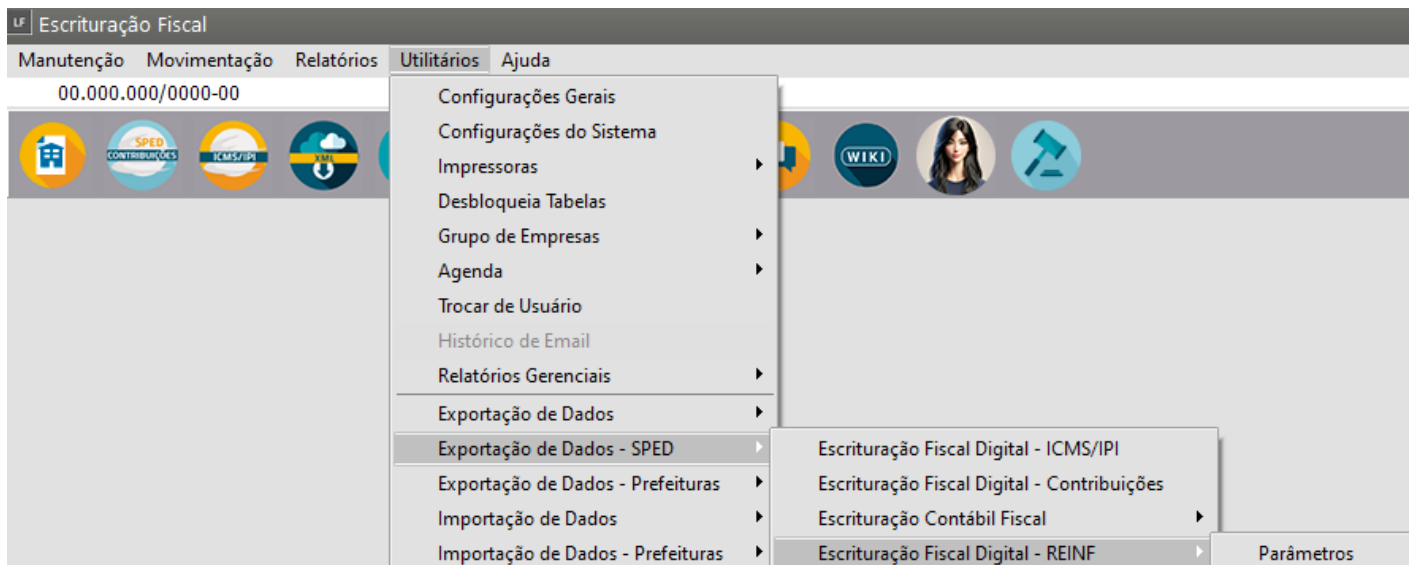 LF Escrituração Fiscal
Manutenção Movimentação Relatórios Utilitários Ajuda
00.000.000/0000-00
SPED
CONTRIBUIÇÕES
ICMS/IPI
XML
WIKI
Configurações Gerais
Configurações do Sistema
Impressoras
Desbloqueia Tabelas
Grupo de Empresas
Agenda
Trocar de Usuário
Histórico de Email
Relatórios Gerenciais
Exportação de Dados
Exportação de Dados - SPED
Exportação de Dados - Prefeituras
Importação de Dados
Importação de Dados - Prefeituras
Escrituração Fiscal Digital - ICMS/IPI
Escrituração Fiscal Digital - Contribuições
Escrituração Contábil Fiscal
Escrituração Fiscal Digital - REINF
Parâmetros